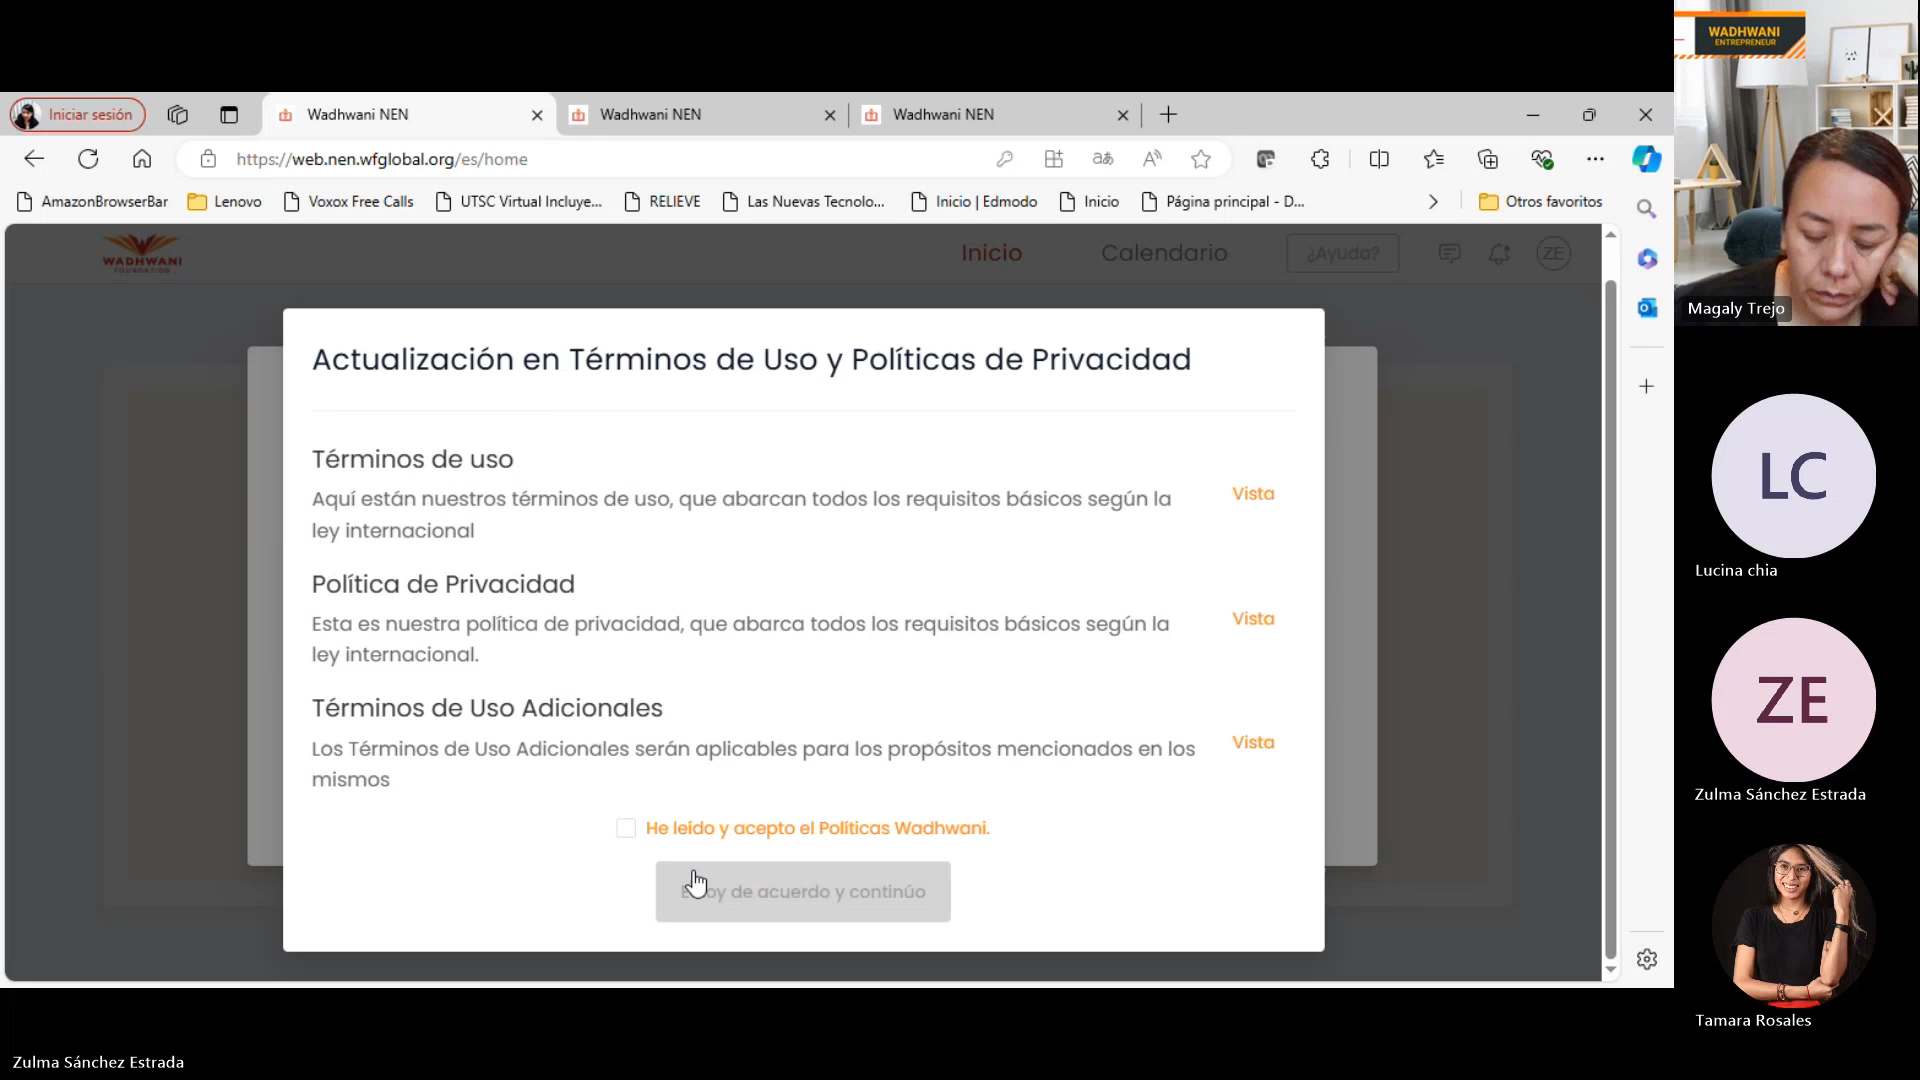 Iniciar sesión
Wadhwani NEN
Wadhwani NEN
Wadhwani NEN
https://web.nen.wfglobal.org/es/home
AmazonBrowserBar
Lenovo
Voxox Free Calls
UTSC Virtual Incluye...
RELIEVE
Las Nuevas Tecnolo...
Inicio | Edmodo
Inicio
Página principal - D...
Otros favoritos
WADHWANI
FOUNDATION
Inicio
Calendario
¿Ayuda?
ZE
Actualización en Términos de Uso y Políticas de Privacidad
Términos de uso
Aquí están nuestros términos de uso, que abarcan todos los requisitos básicos según la
ley internacional
Vista
Política de Privacidad
Esta es nuestra política de privacidad, que abarca todos los requisitos básicos según la
ley internacional.
Vista
Términos de Uso Adicionales
Los Términos de Uso Adicionales serán aplicables para los propósitos mencionados en los
mismos
Vista
He leído y acepto el Políticas Wadhwani.
Estoy de acuerdo y continúo
WADHWANI
ENTREPRENEUR
Magaly Trejo
LC
Lucina chia
ZE
Zulma Sánchez Estrada
Tamara Rosales
Zulma Sánchez Estrada